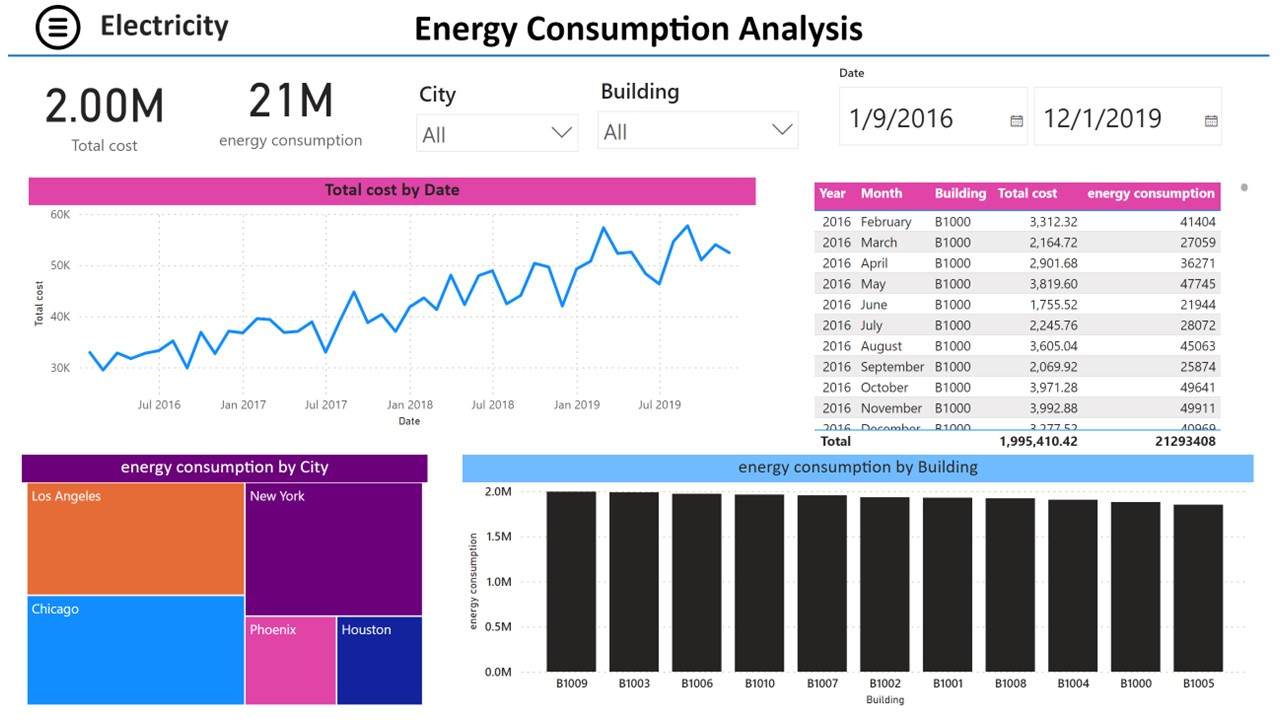 Electricity
Energy Consumption Analysis
2.00M
Total cost
21M
energy consumption
City
All
Building
All
Date
1/9/2016
12/1/2019
Total cost by Date
60K
50K
40K
30K
Total cost
Jul 2016 Jan 2017 Jul 2017 Jan 2018 Jul 2018 Jan 2019 Jul 2019
Date
Year Month Building Total cost energy consumption
2016 February B1000 3,312.32 41404
2016 March B1000 2,164.72 27059
2016 April B1000 2,901.68 36271
2016 May B1000 3,819.60 47745
2016 June B1000 1,755.52 21944
2016 July B1000 2,245.76 28072
2016 August B1000 3,605.04 45063
2016 September B1000 2,069.92 25874
2016 October B1000 3,971.28 49641
2016 November B1000 3,992.88 49911
2016 December B1000 3,277.52 40969
Total 1,995,410.42 21293408
energy consumption by City
Los Angeles
New York
Chicago
Phoenix
Houston
energy consumption by Building
2.0M
1.5M
1.0M
0.5M
0.0M
energy consumption
B1009 B1003 B1006 B1010 B1007 B1002 B1001 B1008 B1004 B1000 B1005
Building